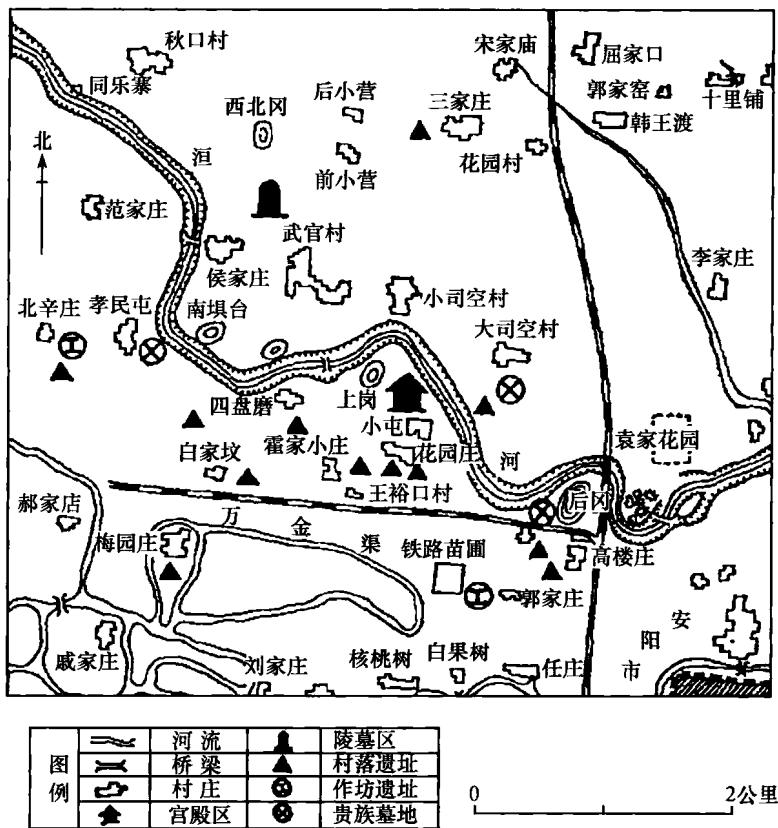 秋口村
宋家庙
屈家口
同乐寨
后小营
郭家窑
十里铺
西北冈
三家庄
韩王渡
北
洹
前小营
花园村
范家庄
武官村
侯家庄
李家庄
北辛庄
孝民屯
南坝台
小司空村
大司空村
四盘磨
上岗
小屯
袁家花园
白家坟
霍家小庄
花园庄
河
王裕口村
后冈
郝家店
万金渠
梅园庄
铁路苗圃
高楼庄
郭家庄
安阳市
戚家庄
刘家庄
核桃树
白果树
任庄
图例
河流
陵墓区
桥梁
村落遗址
村庄
作坊遗址
宫殿区
贵族墓地
0
2公里